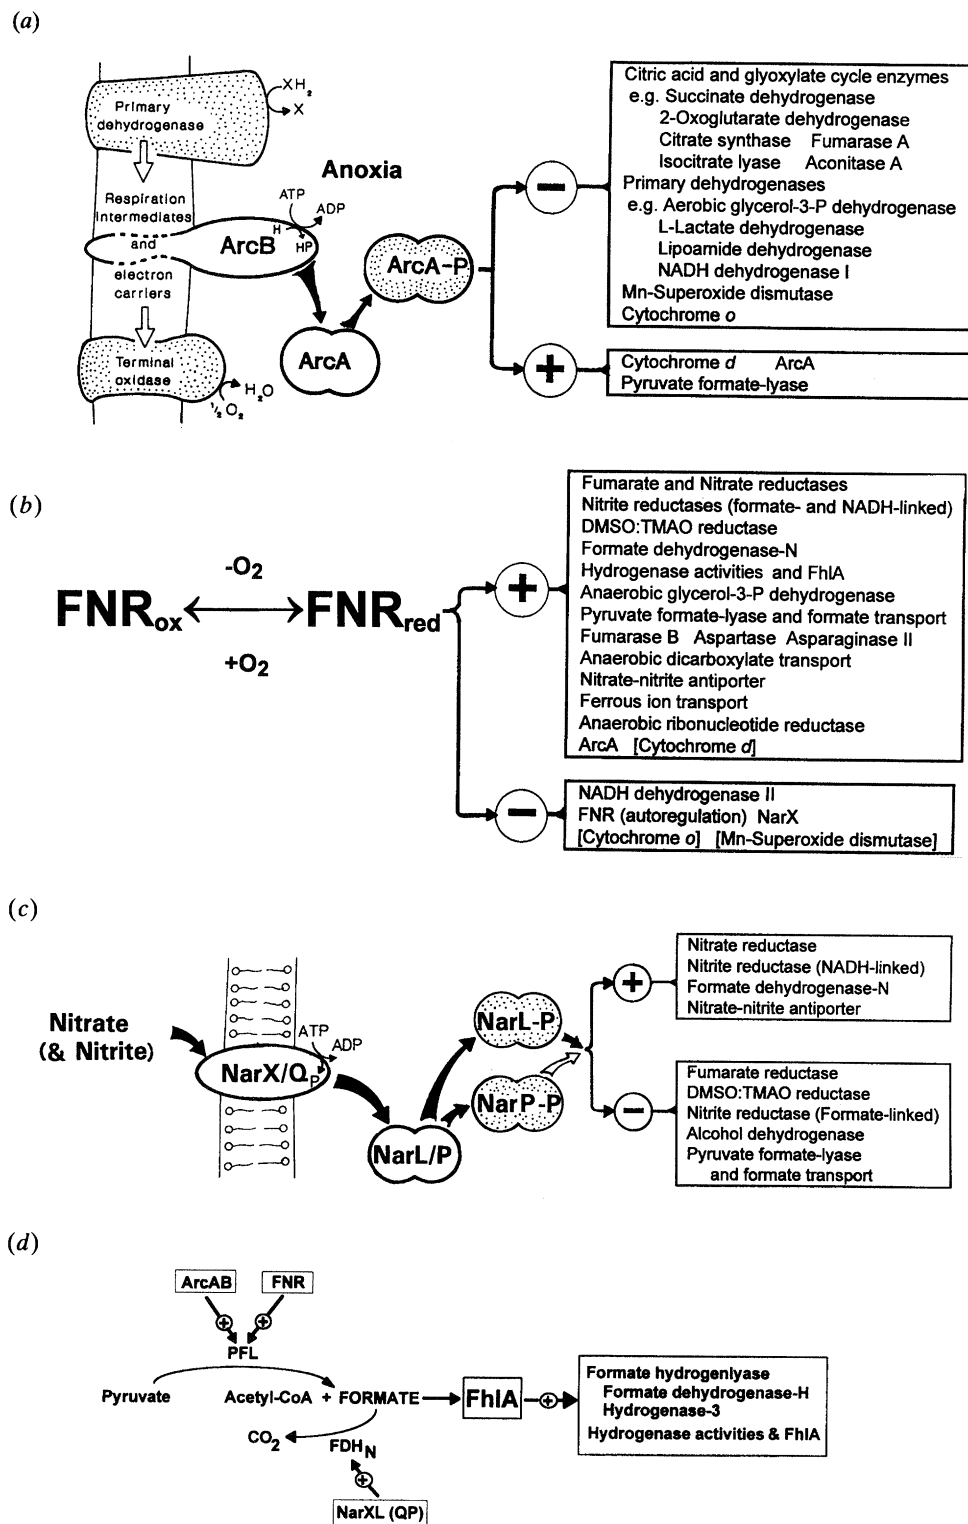 (a)
Primary
dehydrogenase
XH2
X
Respiration
Intermediates
and
electron
carriers
Terminal
oxidase
H2O
½ O2
Anoxia
ATP
ADP
H
HP
ArcB
ArcA
ArcA-P
−
Citric acid and glyoxylate cycle enzymes
e.g. Succinate dehydrogenase
2-Oxoglutarate dehydrogenase
Citrate synthase Fumarase A
Isocitrate lyase Aconitase A
Primary dehydrogenases
e.g. Aerobic glycerol-3-P dehydrogenase
L-Lactate dehydrogenase
Lipoamide dehydrogenase
NADH dehydrogenase I
Mn-Superoxide dismutase
Cytochrome o
+
Cytochrome d ArcA
Pyruvate formate-lyase
(b)
FNRox
-O2
+O2
FNRred
+
Fumarate and Nitrate reductases
Nitrite reductases (formate- and NADH-linked)
DMSO:TMAO reductase
Formate dehydrogenase-N
Hydrogenase activities and FhlA
Anaerobic glycerol-3-P dehydrogenase
Pyruvate formate-lyase and formate transport
Fumarase B Aspartase Asparaginase II
Anaerobic dicarboxylate transport
Nitrate-nitrite antiporter
Ferrous ion transport
Anaerobic ribonucleotide reductase
ArcA [Cytochrome d]
−
NADH dehydrogenase II
FNR (autoregulation) NarX
[Cytochrome o] [Mn-Superoxide dismutase]
(c)
Nitrate
(& Nitrite)
ATP
ADP
NarX/Q P
NarL/P
NarL-P
NarP-P
+
Nitrate reductase
Nitrite reductase (NADH-linked)
Formate dehydrogenase-N
Nitrate-nitrite antiporter
−
Fumarate reductase
DMSO:TMAO reductase
Nitrite reductase (Formate-linked)
Alcohol dehydrogenase
Pyruvate formate-lyase
and formate transport
(d)
ArcAB FNR
+ +
PFL
Pyruvate Acetyl-CoA + FORMATE
FhlA
+
Formate hydrogenlyase
Formate dehydrogenase-H
Hydrogenase-3
Hydrogenase activities & FhlA
CO2
FDHN
+
NarXL (QP)